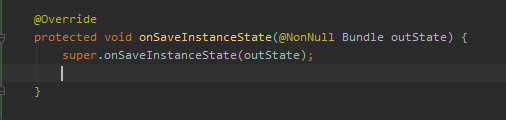 @Override
protected void onSaveInstanceState(@NonNull Bundle outState) {
super.onSaveInstanceState(outState);
}